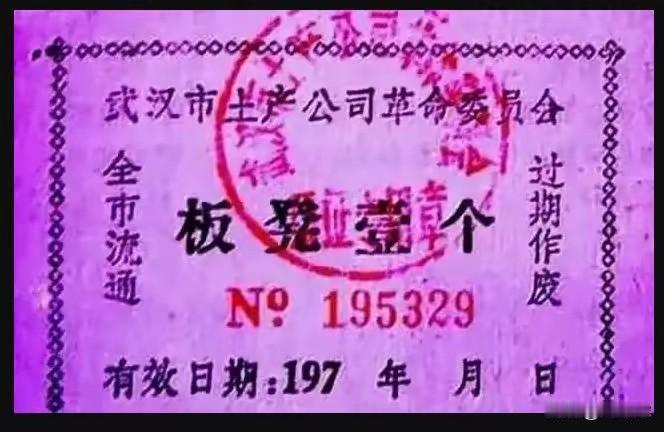 武汉市土产公司革命委员会
全市流通
板凳壹个
过期作废
Nº 195329
有效日期:197 年 月 日